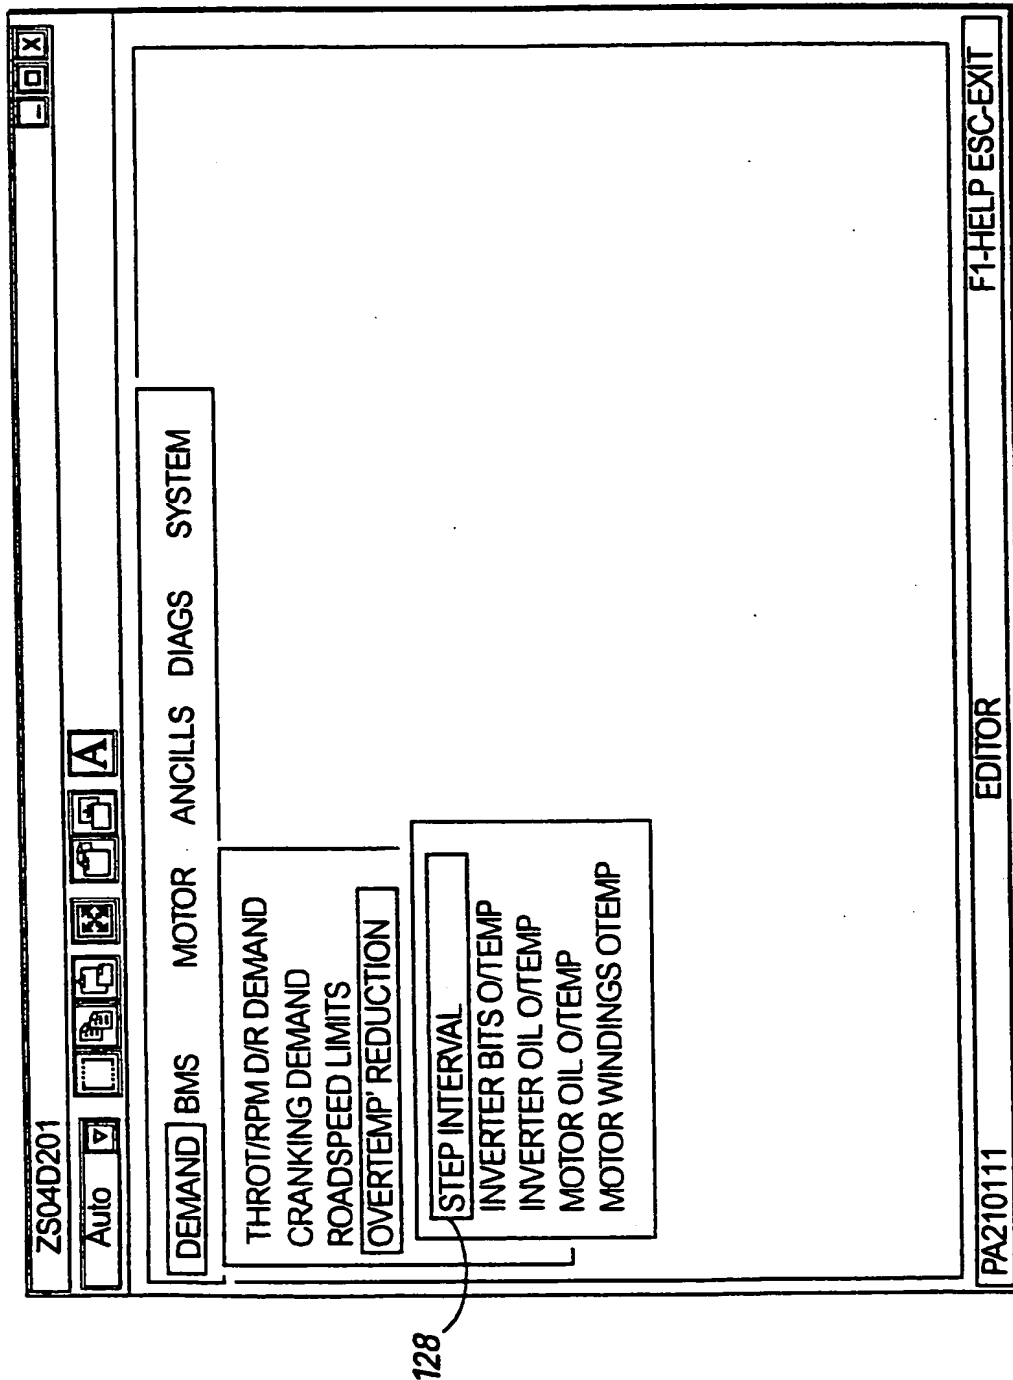 ZS04D201
Auto
A
DEMAND BMS MOTOR ANCILLS DIAGS SYSTEM
THROT/RPM D/R DEMAND
CRANKING DEMAND
ROADSPEED LIMITS
OVERTEMP' REDUCTION
STEP INTERVAL
INVERTER BITS O/TEMP
INVERTER OIL O/TEMP
MOTOR OIL O/TEMP
MOTOR WINDINGS OTEMP
128
PA210111 EDITOR F1-HELP ESC-EXIT